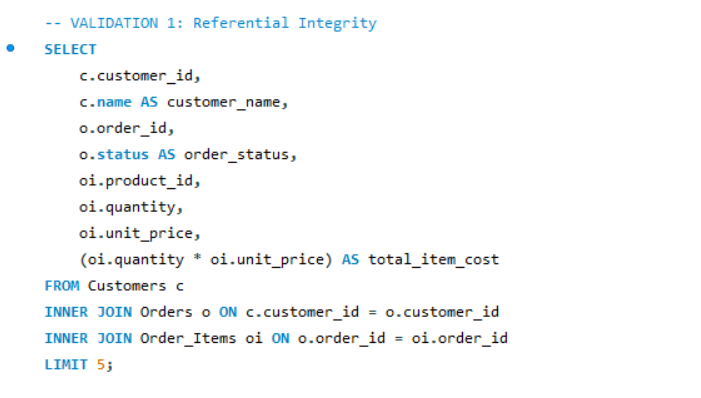 -- VALIDATION 1: Referential Integrity
SELECT
    c.customer_id,
    c.name AS customer_name,
    o.order_id,
    o.status AS order_status,
    oi.product_id,
    oi.quantity,
    oi.unit_price,
    (oi.quantity * oi.unit_price) AS total_item_cost
FROM Customers c
INNER JOIN Orders o ON c.customer_id = o.customer_id
INNER JOIN Order_Items oi ON o.order_id = oi.order_id
LIMIT 5;